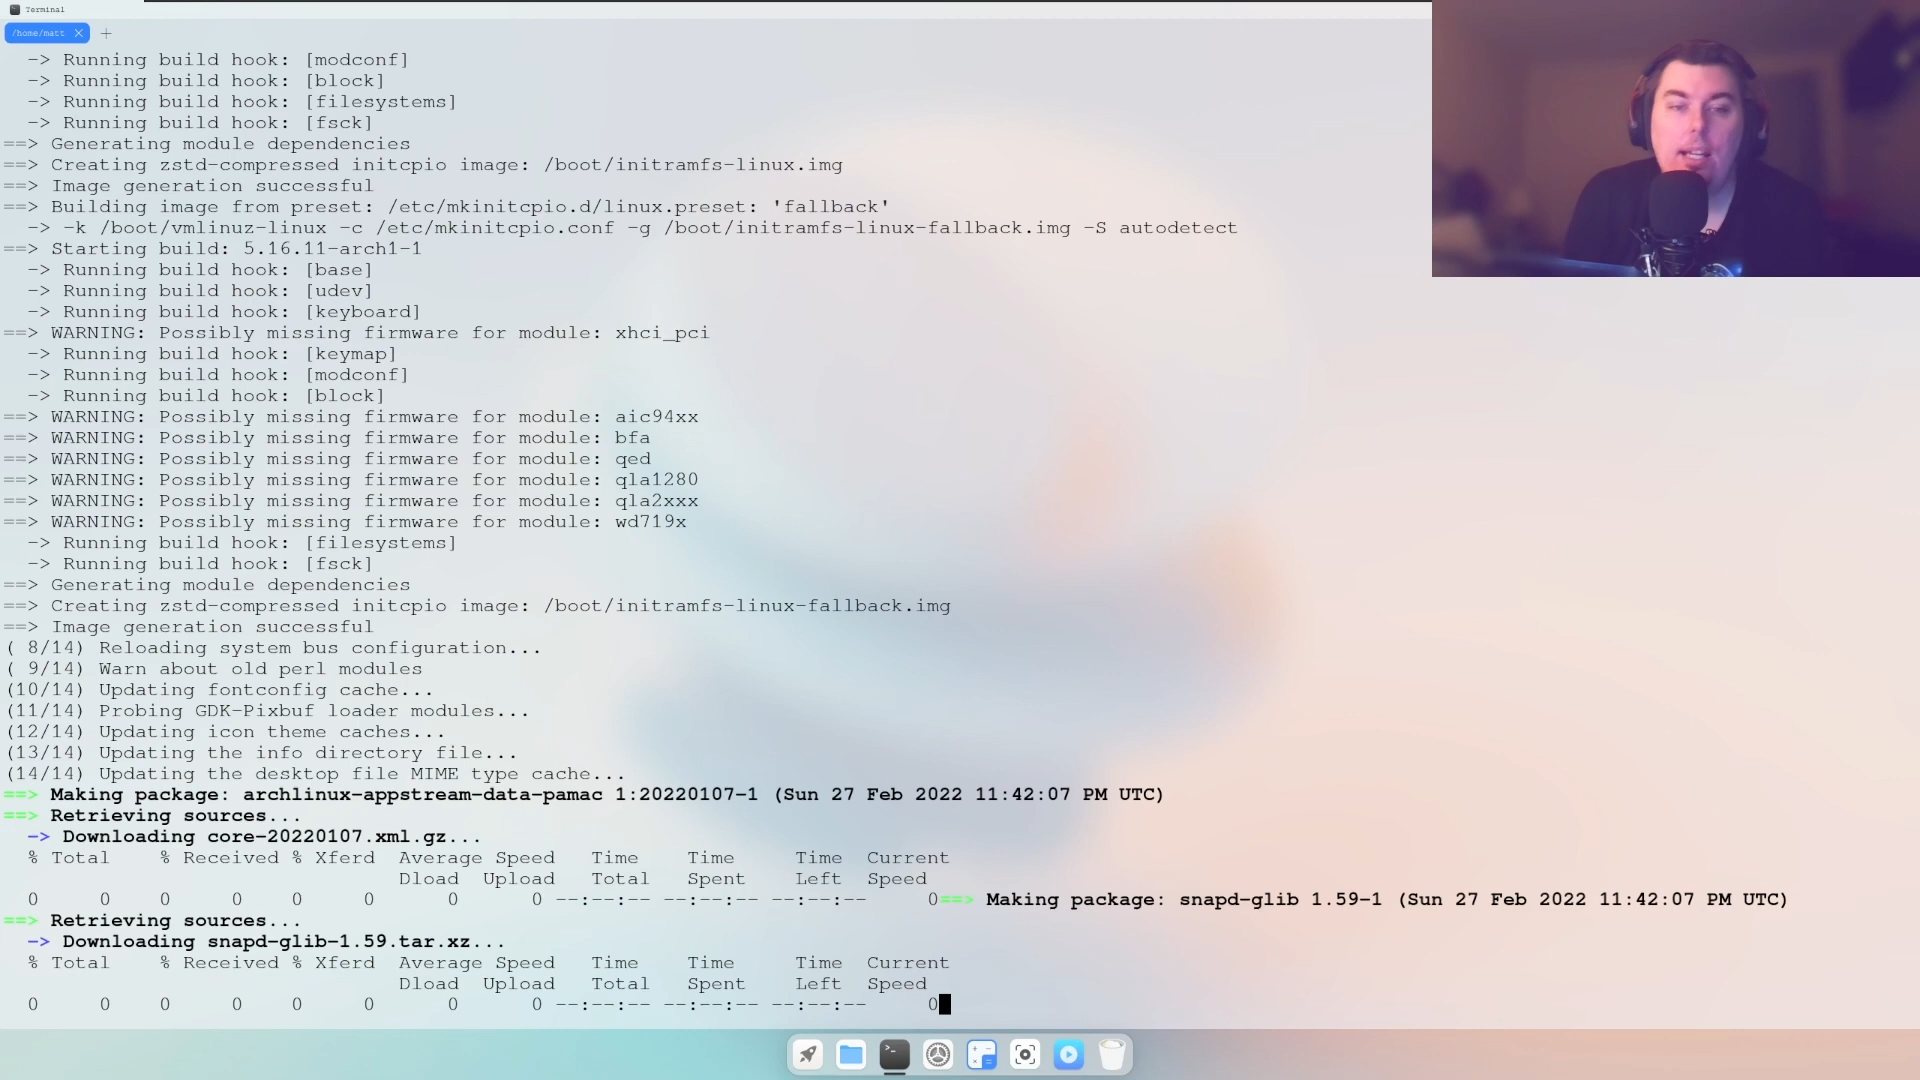 Terminal
/home/matt
-> Running build hook: [modconf]
-> Running build hook: [block]
-> Running build hook: [filesystems]
-> Running build hook: [fsck]
==> Generating module dependencies
==> Creating zstd-compressed initcpio image: /boot/initramfs-linux.img
==> Image generation successful
==> Building image from preset: /etc/mkinitcpio.d/linux.preset: 'fallback'
-> -k /boot/vmlinuz-linux -c /etc/mkinitcpio.conf -g /boot/initramfs-linux-fallback.img -S autodetect
==> Starting build: 5.16.11-arch1-1
-> Running build hook: [base]
-> Running build hook: [udev]
-> Running build hook: [keyboard]
==> WARNING: Possibly missing firmware for module: xhci_pci
-> Running build hook: [keymap]
-> Running build hook: [modconf]
-> Running build hook: [block]
==> WARNING: Possibly missing firmware for module: aic94xx
==> WARNING: Possibly missing firmware for module: bfa
==> WARNING: Possibly missing firmware for module: qed
==> WARNING: Possibly missing firmware for module: qla1280
==> WARNING: Possibly missing firmware for module: qla2xxx
==> WARNING: Possibly missing firmware for module: wd719x
-> Running build hook: [filesystems]
-> Running build hook: [fsck]
==> Generating module dependencies
==> Creating zstd-compressed initcpio image: /boot/initramfs-linux-fallback.img
==> Image generation successful
( 8/14) Reloading system bus configuration...
( 9/14) Warn about old perl modules
(10/14) Updating fontconfig cache...
(11/14) Probing GDK-Pixbuf loader modules...
(12/14) Updating icon theme caches...
(13/14) Updating the info directory file...
(14/14) Updating the desktop file MIME type cache...
==> Making package: archlinux-appstream-data-pamac 1:20220107-1 (Sun 27 Feb 2022 11:42:07 PM UTC)
==> Retrieving sources...
-> Downloading core-20220107.xml.gz...
% Total % Received % Xferd Average Speed Time Time Time Current
Dload Upload Total Spent Left Speed
0 0 0 0 0 0 0 0 --:--:-- --:--:-- --:--:-- 0==> Making package: snapd-glib 1.59-1 (Sun 27 Feb 2022 11:42:07 PM UTC)
==> Retrieving sources...
-> Downloading snapd-glib-1.59.tar.xz...
% Total % Received % Xferd Average Speed Time Time Time Current
Dload Upload Total Spent Left Speed
0 0 0 0 0 0 0 0 --:--:-- --:--:-- --:--:-- 0